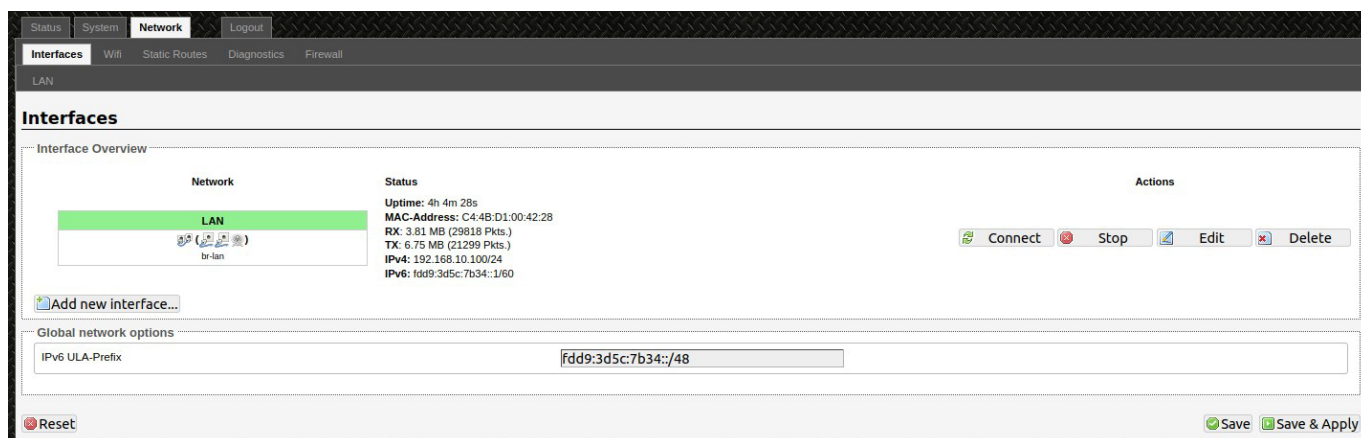 Status System Network Logout
Interfaces Wifi Static Routes Diagnostics Firewall
LAN
Interfaces
Interface Overview
Network Status Actions
Uptime: 4h 4m 28s
LAN MAC-Address: C4:4B:D1:00:42:28
RX: 3.81 MB (29818 Pkts.)
( ) TX: 6.75 MB (21299 Pkts.) Connect Stop Edit Delete
br-lan IPv4: 192.168.10.100/24
IPv6: fdd9:3d5c:7b34::1/60
Add new interface...
Global network options
IPv6 ULA-Prefix fdd9:3d5c:7b34::/48
Reset Save Save & Apply